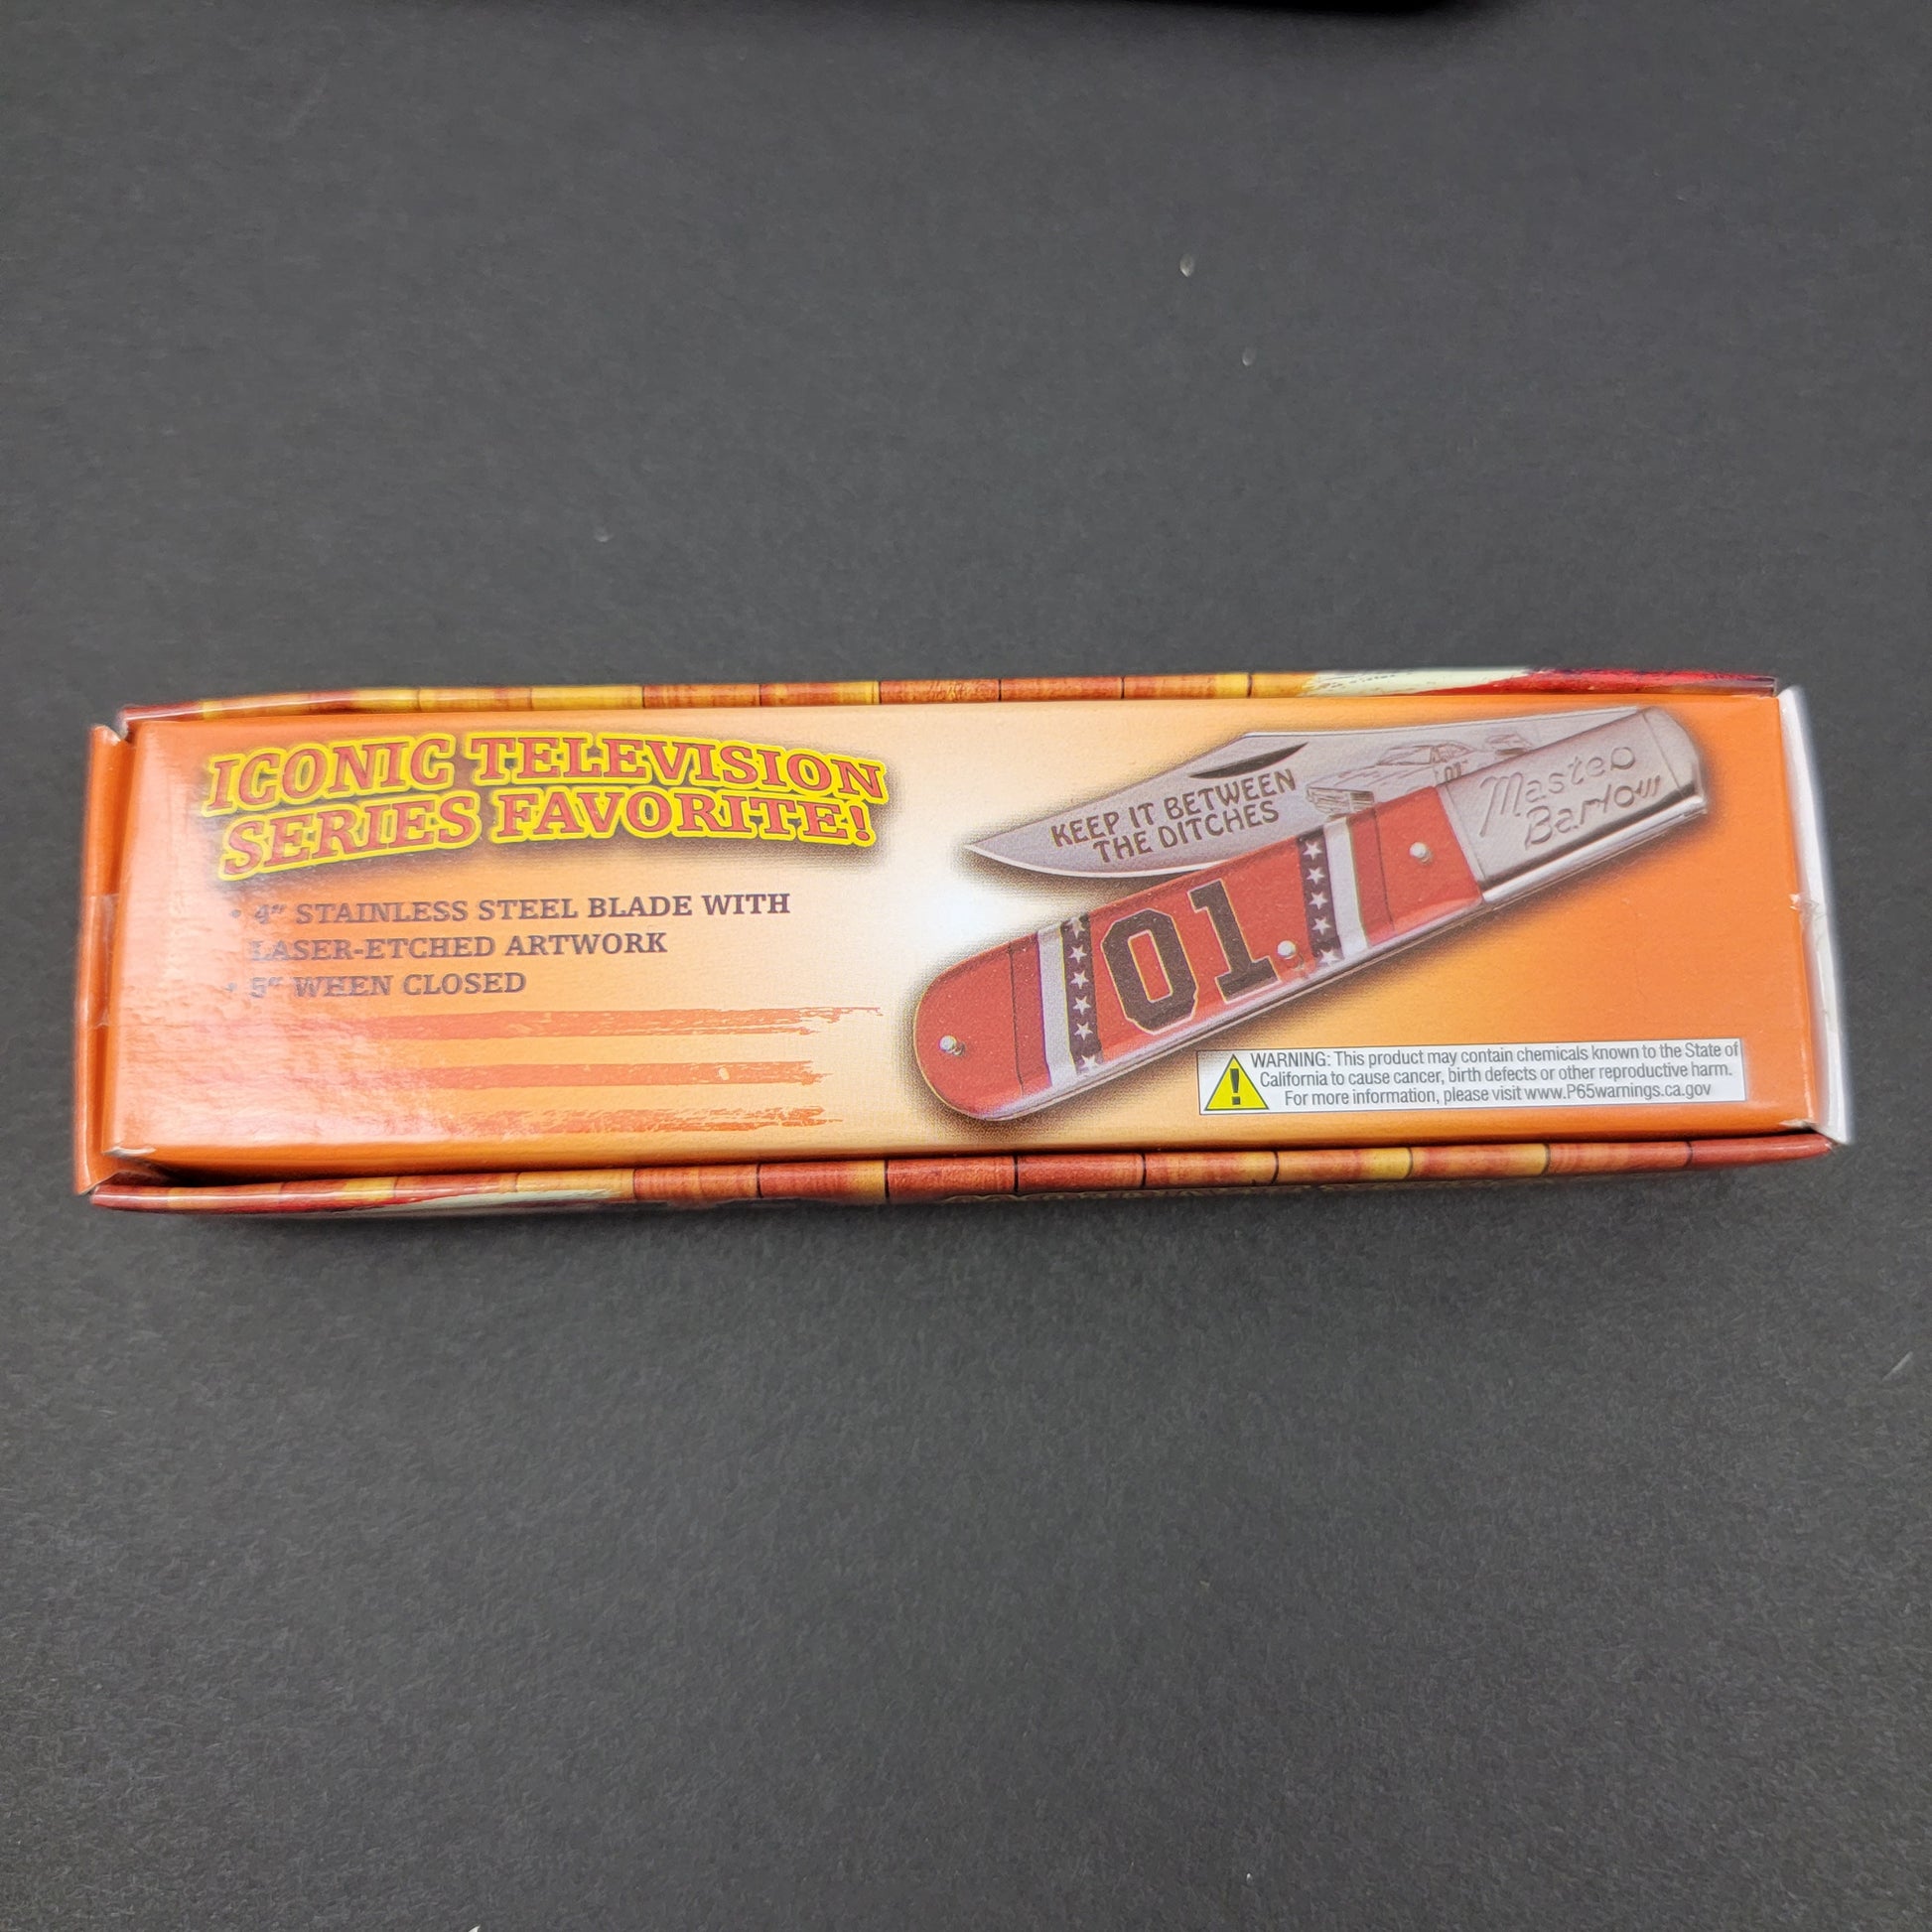 ICONIC TELEVISION
SERIES FAVORITE!
• 4" STAINLESS STEEL BLADE WITH
LASER-ETCHED ARTWORK
• 5" WHEN CLOSED
KEEP IT BETWEEN
THE DITCHES
01
Master
Barlow
01
WARNING: This product may contain chemicals known to the State of
California to cause cancer, birth defects or other reproductive harm.
For more information, please visit www.P65warnings.ca.gov